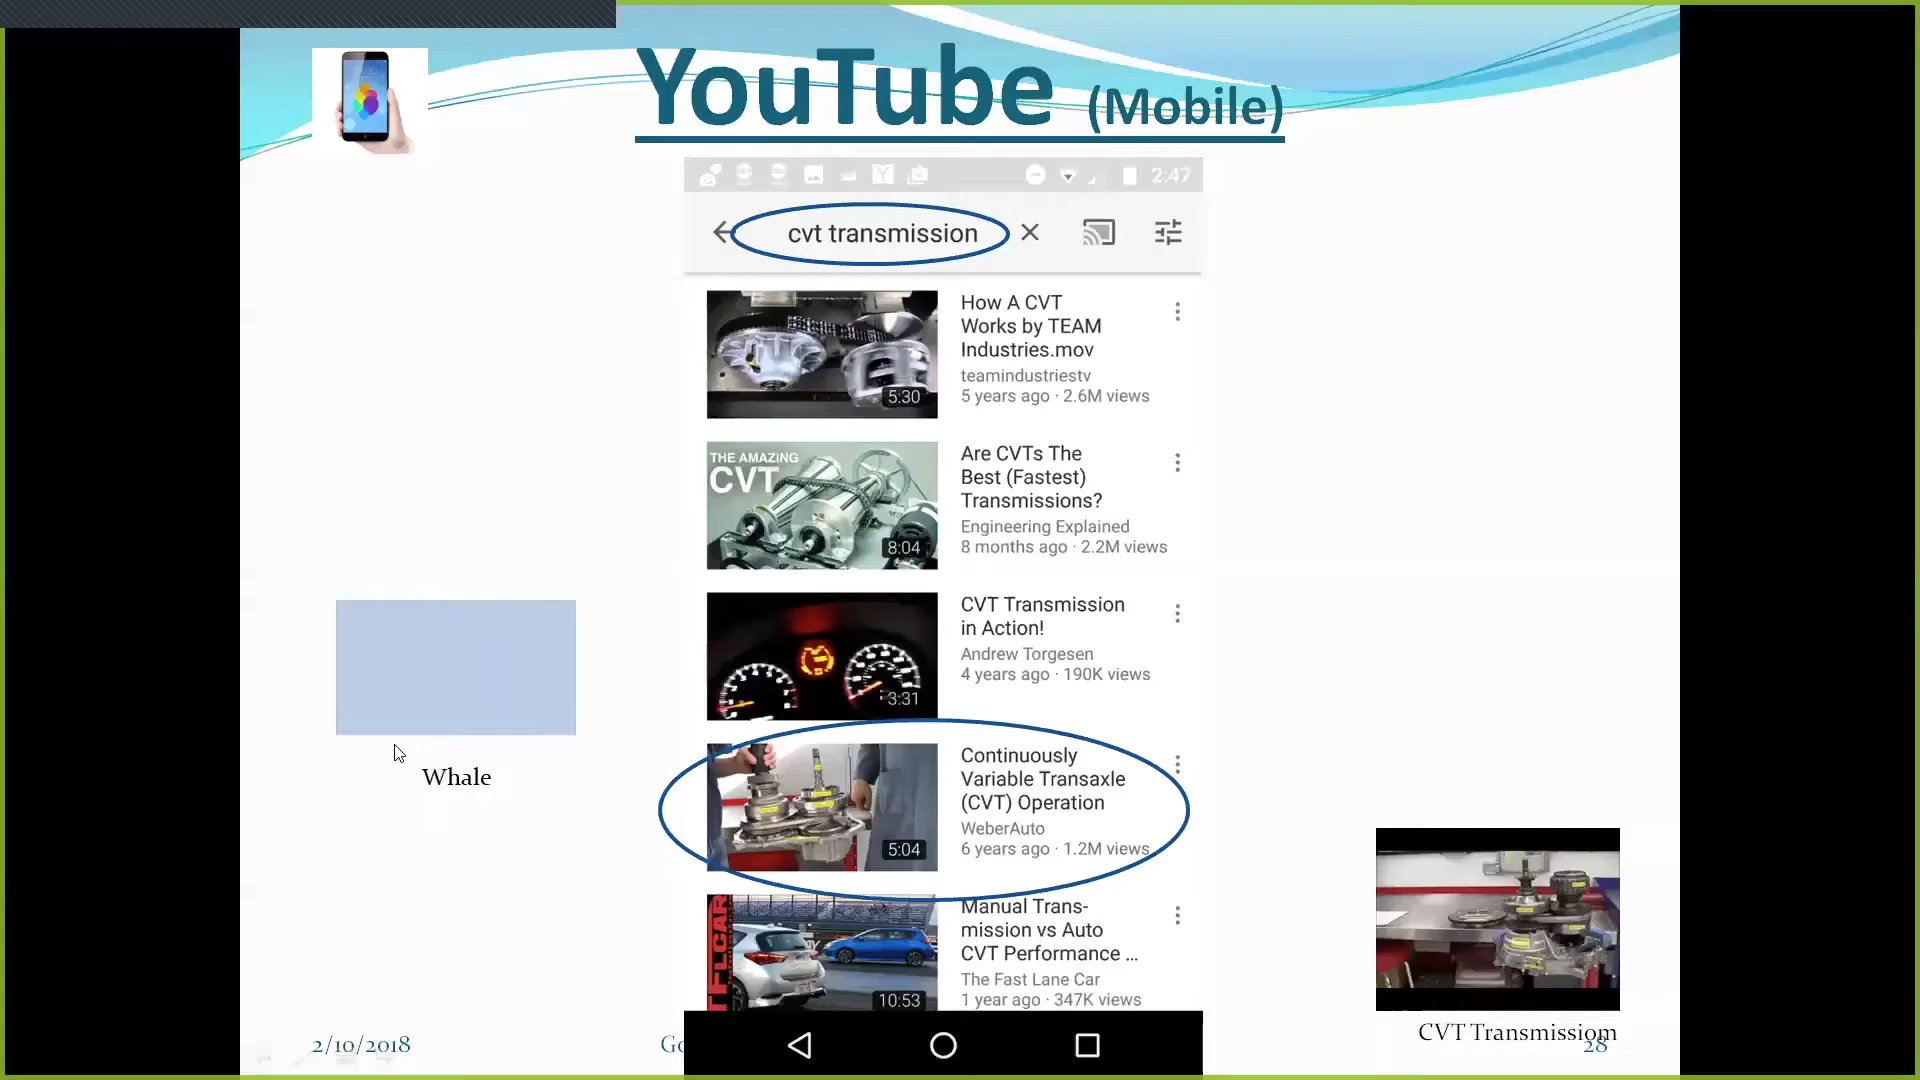 YouTube (Mobile)
2:47
cvt transmission
How A CVT
Works by TEAM
Industries.mov
teamindustriestv
5 years ago · 2.6M views
5:30
THE AMAZING
CVT
8:04
Are CVTs The
Best (Fastest)
Transmissions?
Engineering Explained
8 months ago · 2.2M views
3:31
CVT Transmission
in Action!
Andrew Torgesen
4 years ago · 190K views
5:04
Continuously
Variable Transaxle
(CVT) Operation
WeberAuto
6 years ago · 1.2M views
TFLCAR
10:53
Manual Trans-
mission vs Auto
CVT Performance ...
The Fast Lane Car
1 year ago · 347K views
Whale
CVT Transmissiom
2/10/2018
28